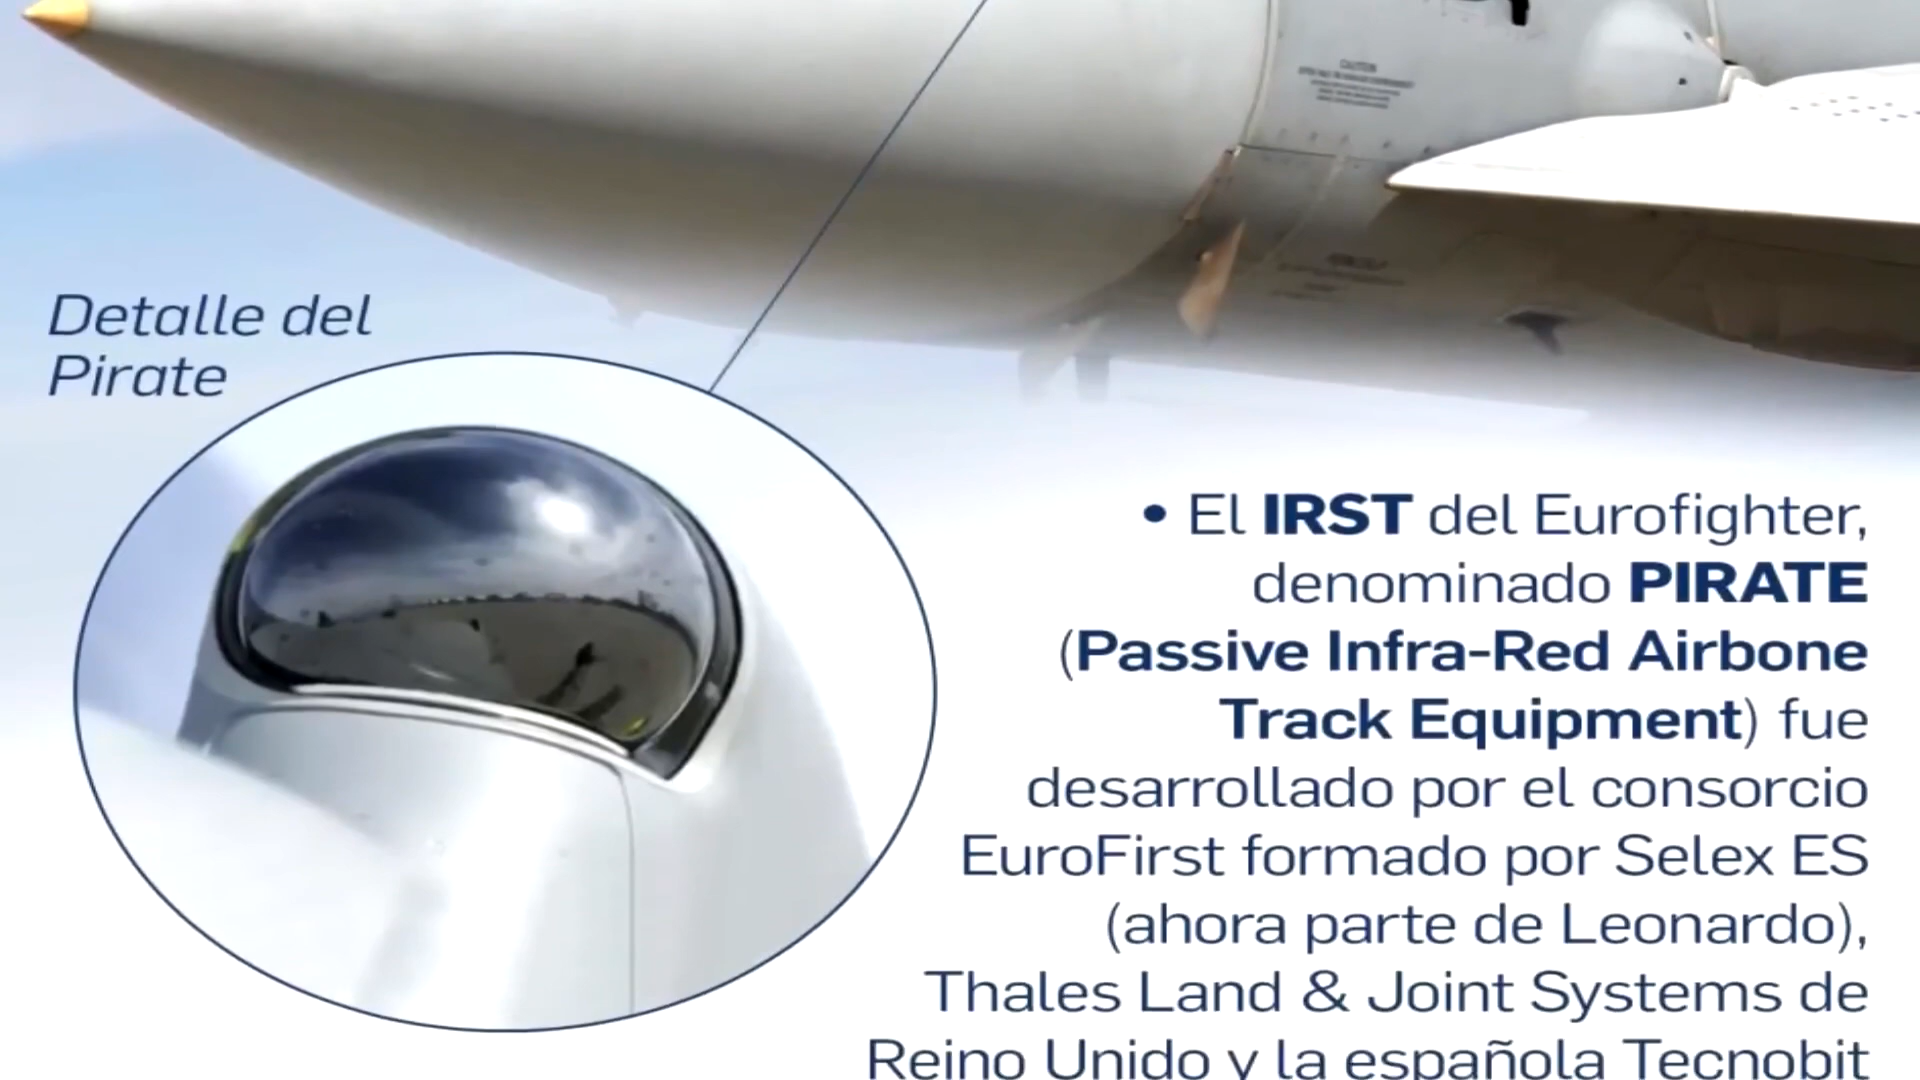 CAUTION
Detalle del
Pirate
• El IRST del Eurofighter,
denominado PIRATE
(Passive Infra-Red Airbone
Track Equipment) fue
desarrollado por el consorcio
EuroFirst formado por Selex ES
(ahora parte de Leonardo),
Thales Land & Joint Systems de
Reino Unido y la española Tecnobit